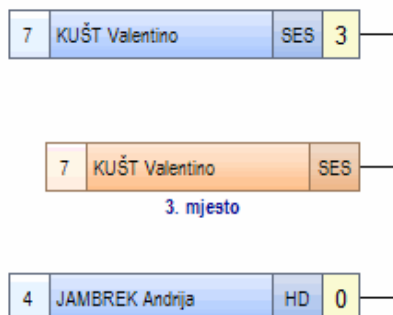 7 KUŠT Valentino SES 3
7 KUŠT Valentino SES
3. mjesto
4 JAMBREK Andrija HD 0